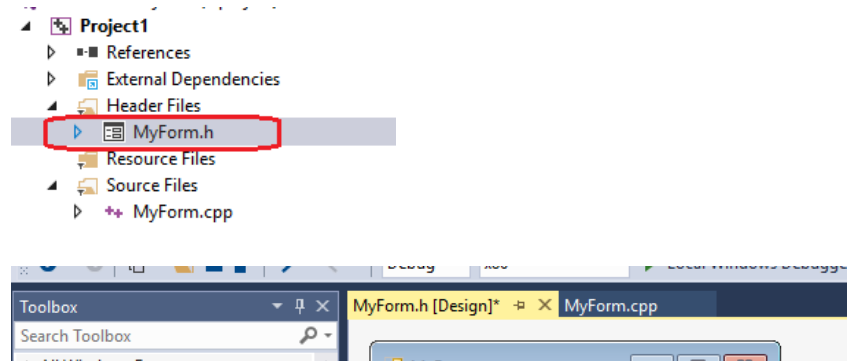 Project1
References
External Dependencies
Header Files
MyForm.h
Resource Files
Source Files
MyForm.cpp
Debug x86 Local Windows Debugge
Toolbox
MyForm.h [Design]* MyForm.cpp
Search Toolbox